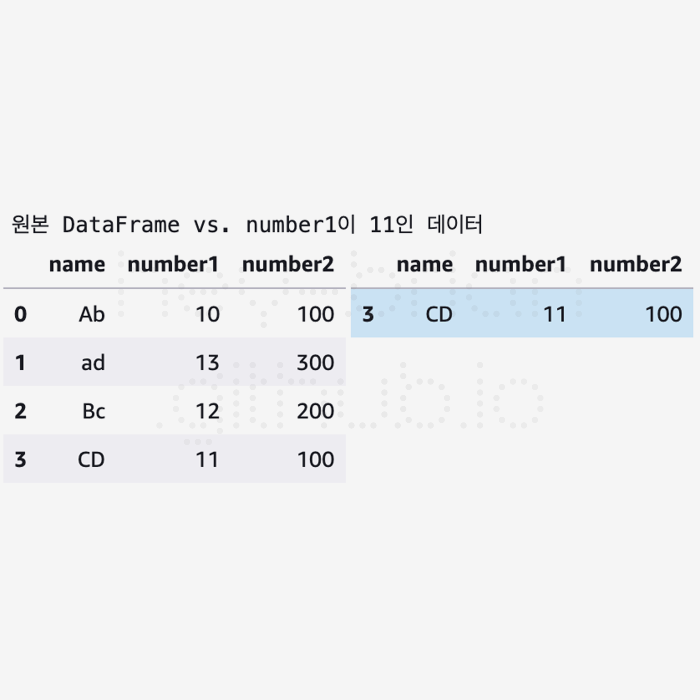 원본 DataFrame vs. number1이 11인 데이터
name number1 number2 name number1 number2
0 Ab 10 100 3 CD 11 100
1 ad 13 300
2 Bc 12 200
3 CD 11 100
.github.io